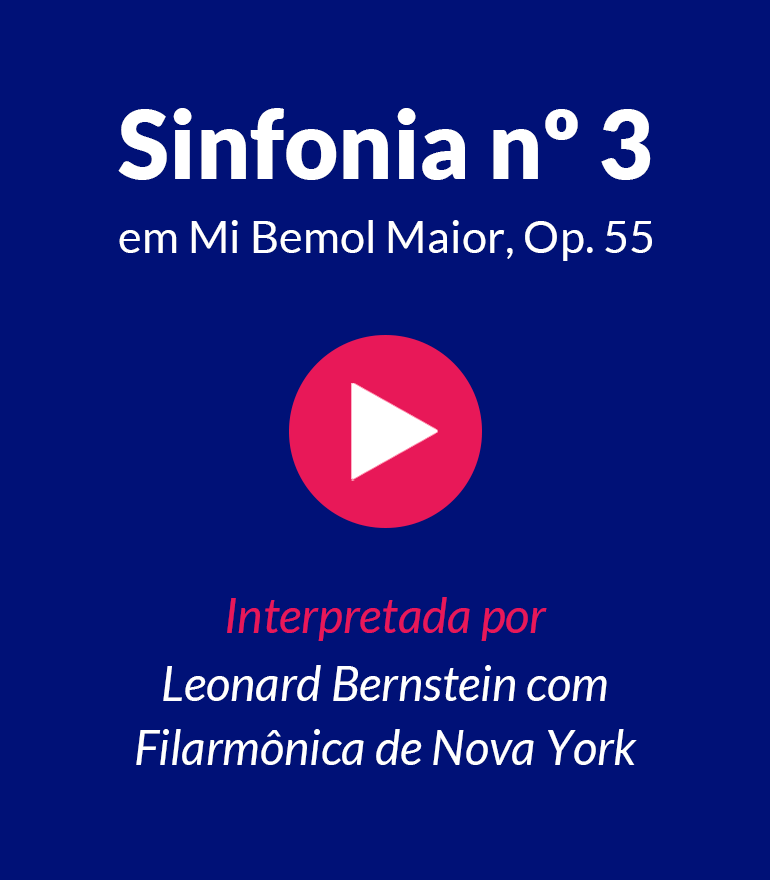 Sinfonia nº 3
em Mi Bemol Maior, Op. 55
Interpretada por
Leonard Bernstein com
Filarmônica de Nova York